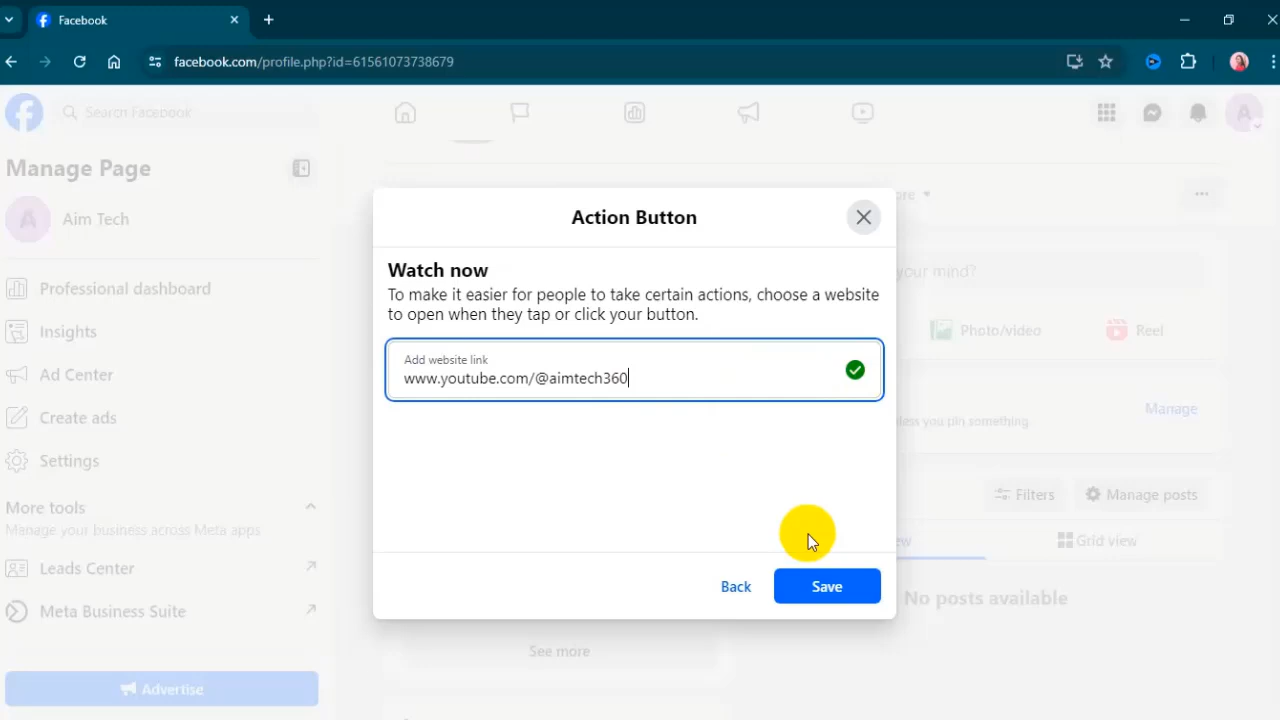 Facebook
facebook.com/profile.php?id=61561073738679
Search Facebook
A
Manage Page
A
Aim Tech
Professional dashboard
Insights
Ad Center
Create ads
Settings
More tools
Manage your business across Meta apps
Leads Center
Meta Business Suite
Advertise
Action Button
Watch now
To make it easier for people to take certain actions, choose a website
to open when they tap or click your button.
Add website link
www.youtube.com/@aimtech360
Back
Save
your mind?
Photo/video
Reel
Manage
you pin something
Filters
Manage posts
Grid view
No posts available
See more